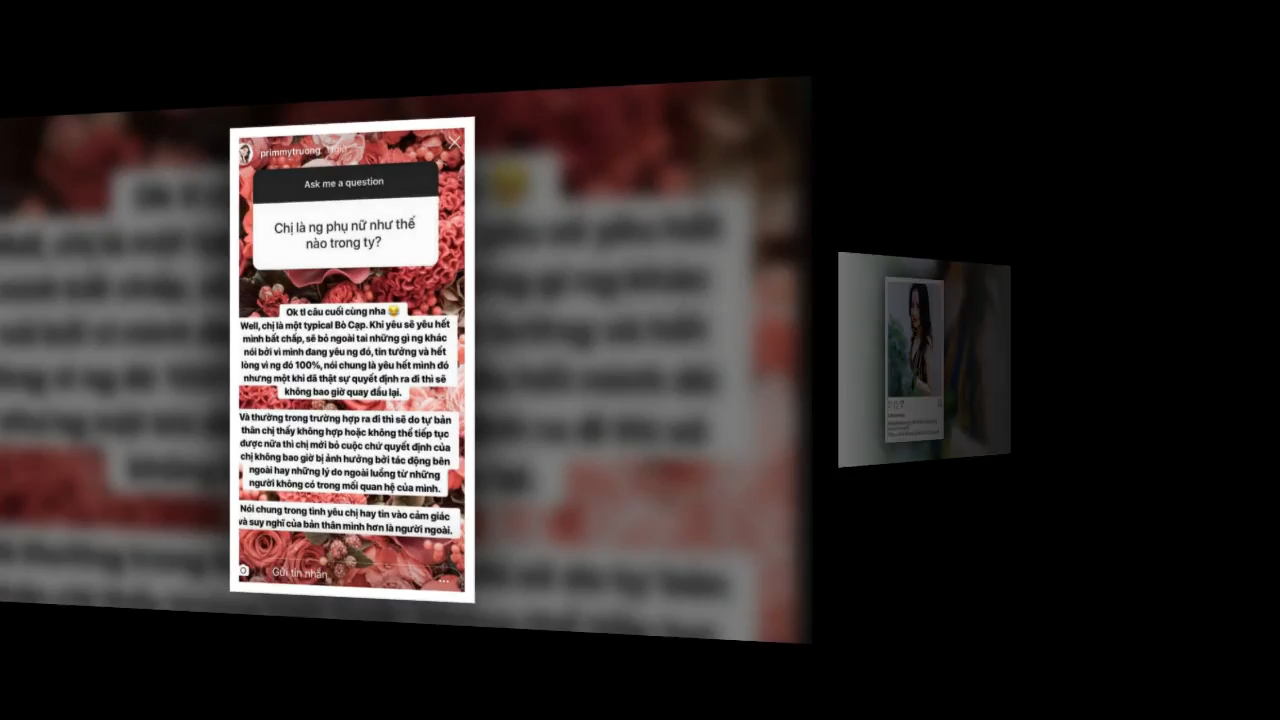 primmytruong
Ask me a question
Chị là ng phụ nữ như thế
nào trong ty?
Ok tl câu cuối cùng nha 😂
Well, chị là một typical Bò Cạp. Khi yêu sẽ yêu hết
mình bất chấp, sẽ bỏ ngoài tai những gì ng khác
nói bởi vì mình đang yêu ng đó, tin tưởng và hết
lòng vì ng đó 100%, nói chung là yêu hết mình đó
nhưng một khi đã thật sự quyết định ra đi thì sẽ
không bao giờ quay đầu lại.
Và thường trong trường hợp ra đi thì sẽ do tự bản
thân chị thấy không hợp hoặc không thể tiếp tục
được nữa thì chị mới bỏ cuộc chứ quyết định của
chị không bao giờ bị ảnh hưởng bởi tác động bên
ngoài hay những lý do ngoài luồng từ những
người không có trong mối quan hệ của mình.
Nói chung trong tình yêu chị hay tin vào cảm giác
và suy nghĩ của bản thân mình hơn là người ngoài.
Gửi tin nhắn